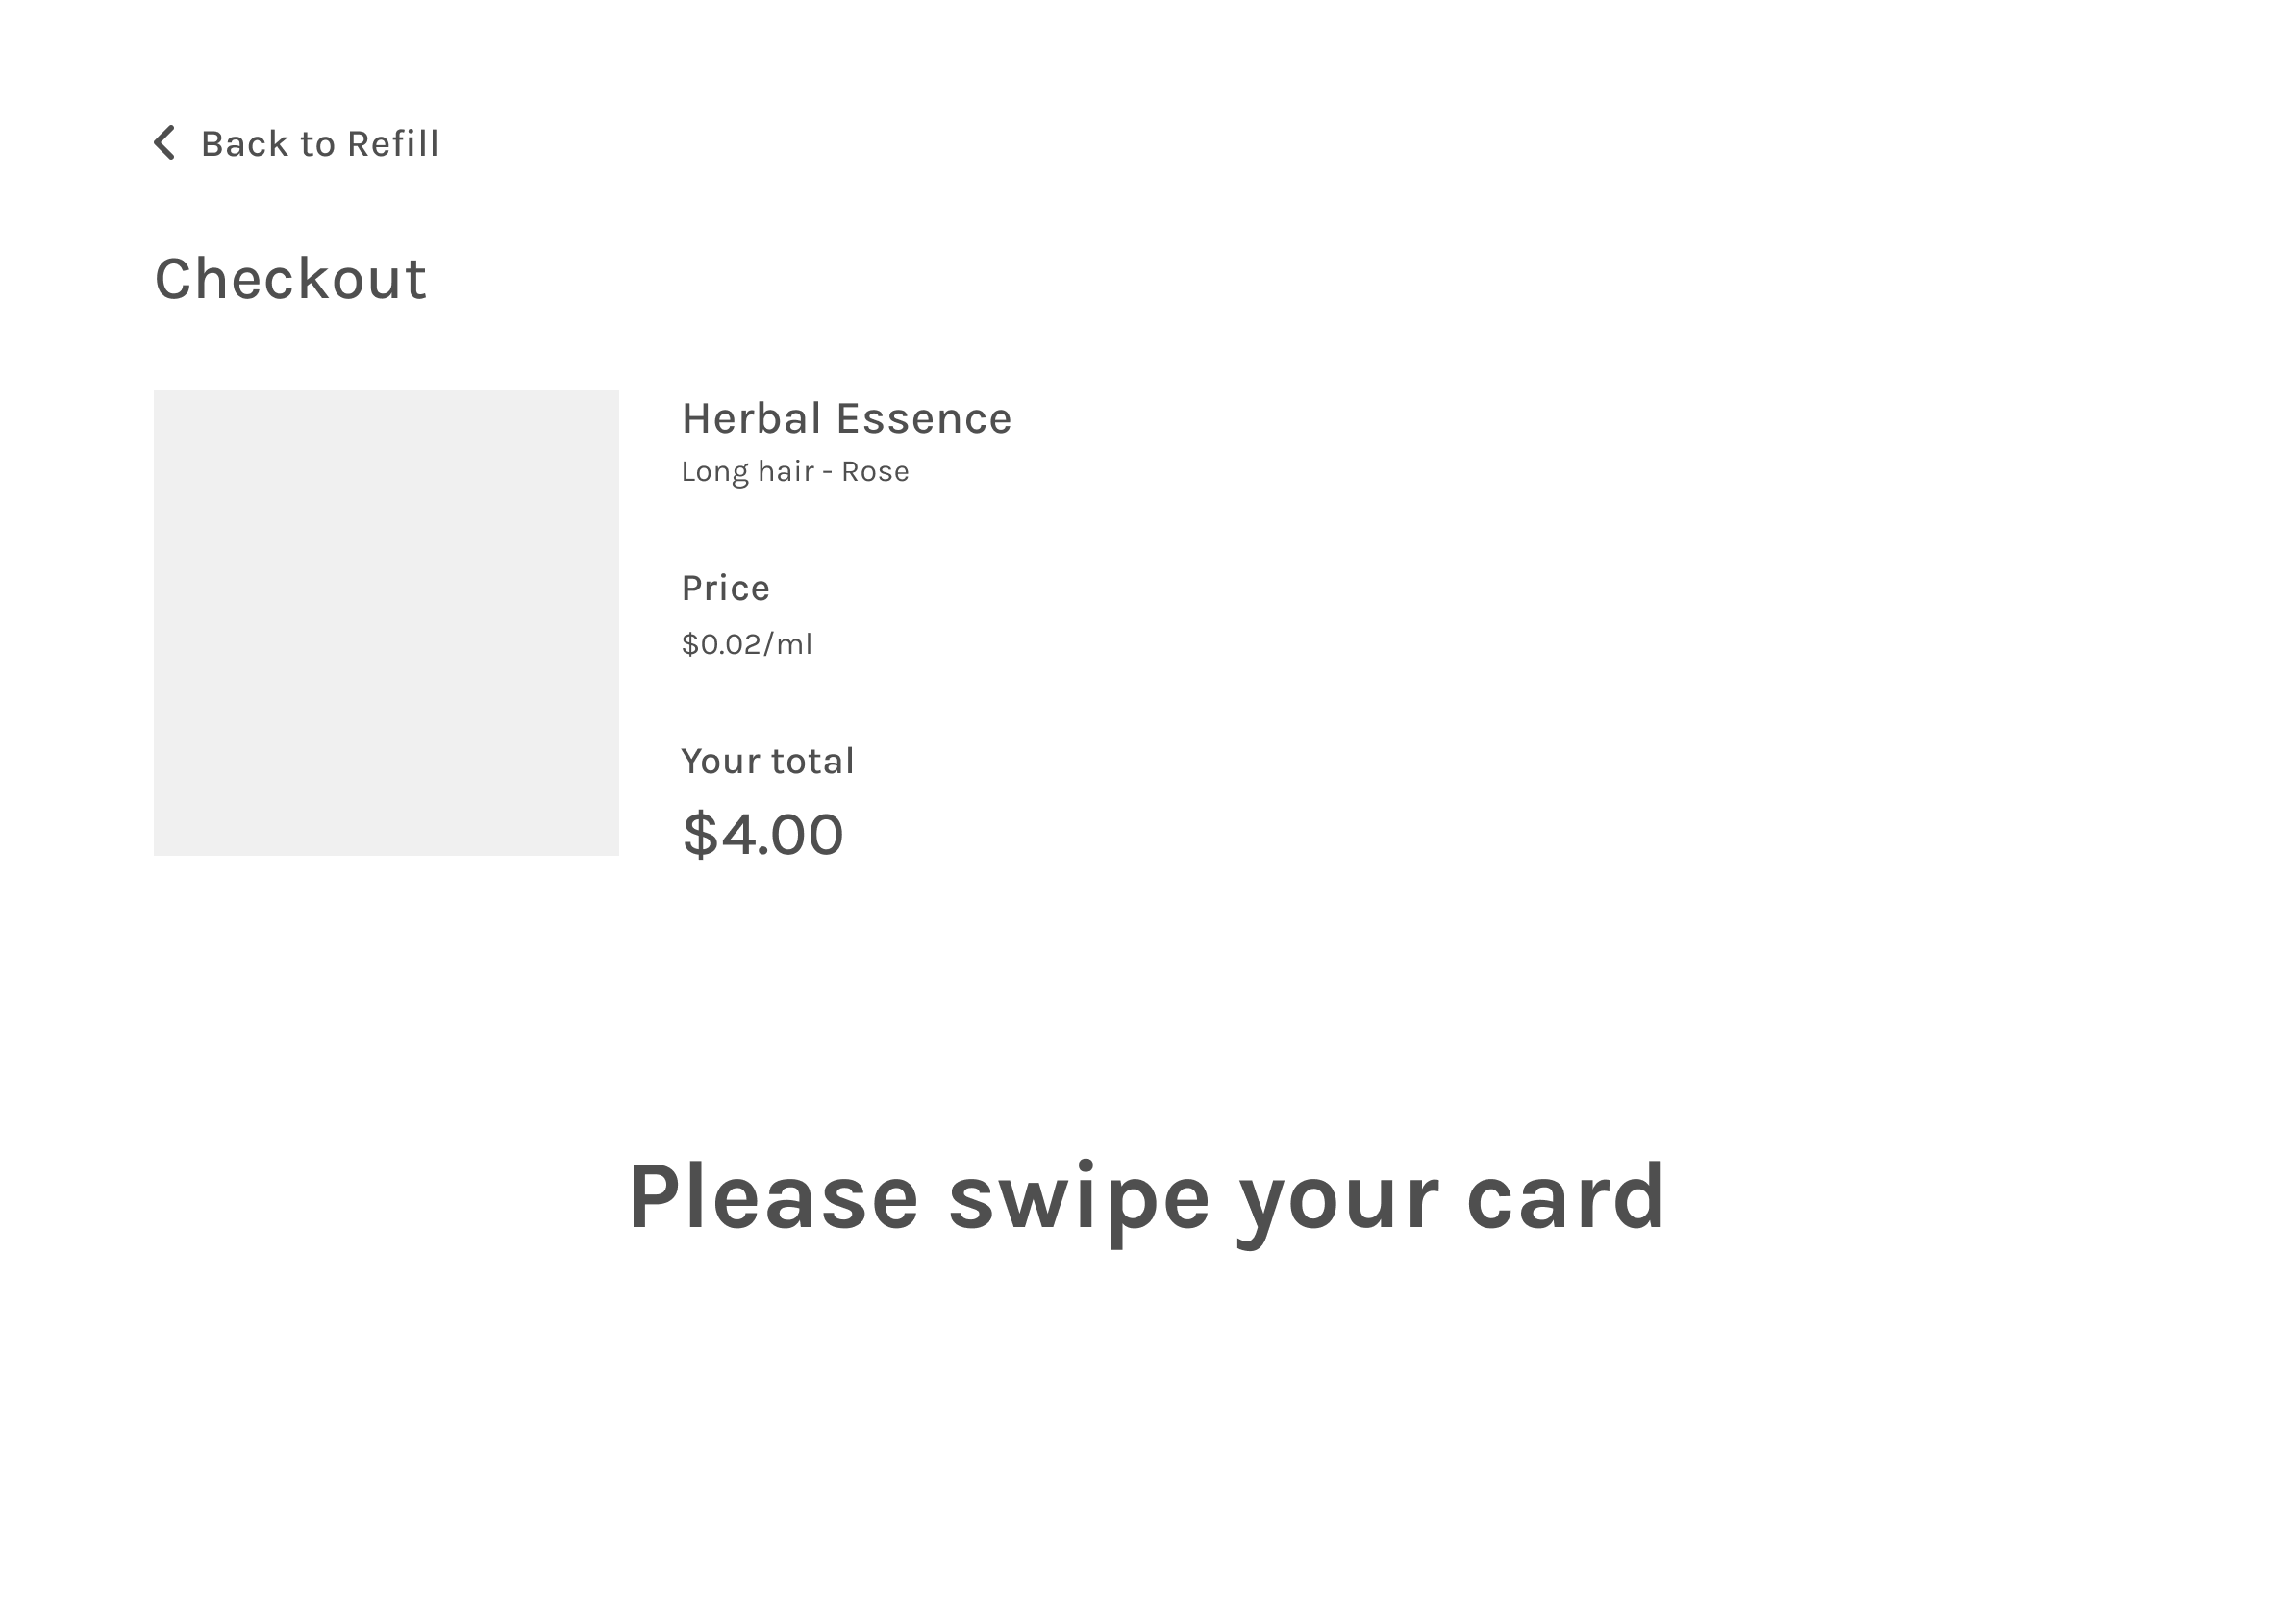 Back to Refill
Checkout
Herbal Essence
Long hair - Rose
Price
$0.02/ml
Your total
$4.00
Please swipe your card